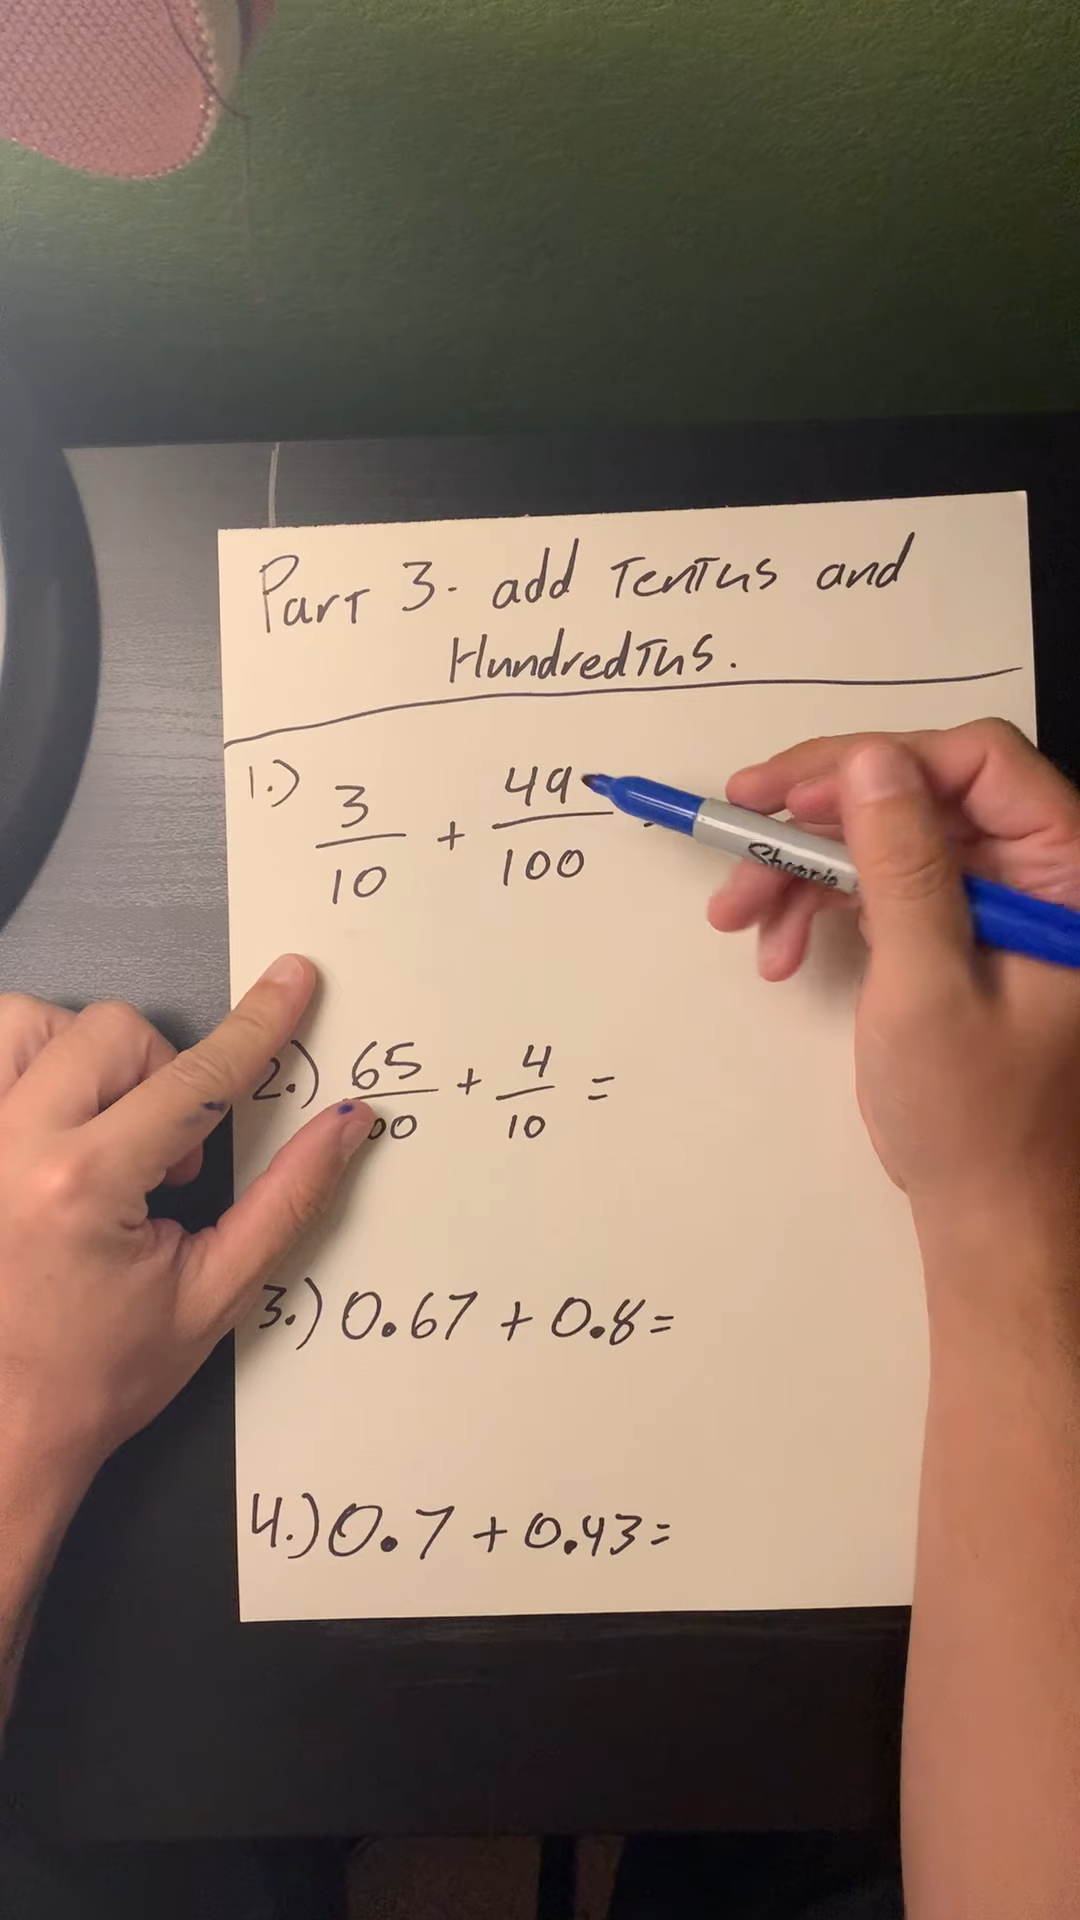 Part 3. add Tenths and
Hundredths.
1.) 3/10 + 49/100
2.) 65/00 + 4/10 =
3.) 0.67 + 0.8 =
4.) 0.7 + 0.43 =
Sharpie